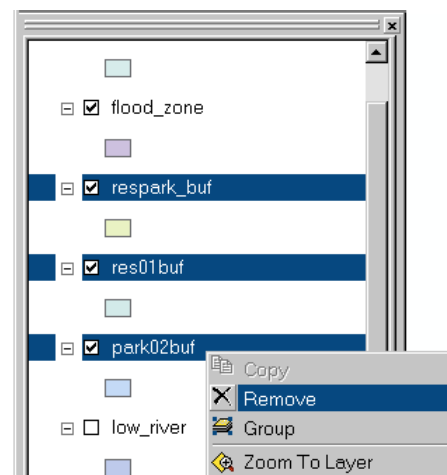 flood_zone
respark_buf
res01buf
park02buf
Copy
Remove
low_river
Group
Zoom To Layer